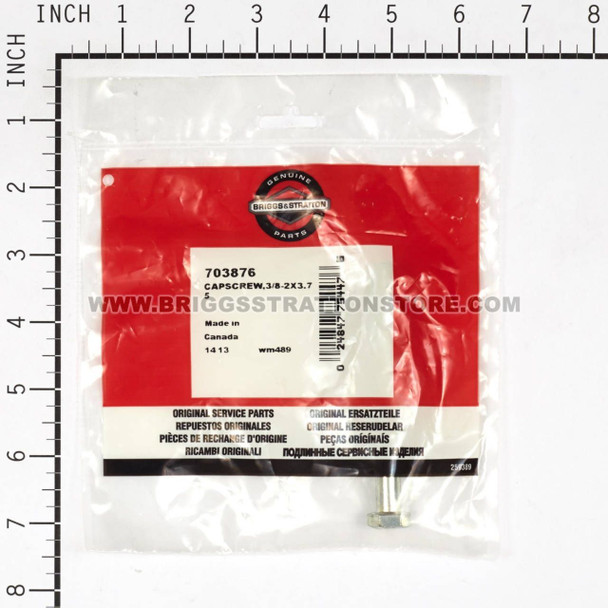 INCH 1 2 3 4 5 6 7 8
INCH
1
2
3
4
5
6
7
8
GENUINE
BRIGGS&STRATTON
PARTS
703876
CAPSCREW,3/8-2X3.7
5
Made in
Canada
1413 wm489
WWW.BRIGGSSTRATTONSTORE.COM
ORIGINAL SERVICE PARTS
REPUESTOS ORIGINALES
PIÈCES DE RECHANGE D'ORIGINE
RICAMBI ORIGINALI
ORIGINAL ERSATZTEILE
ORIGINAL RESERUDELAR
PEÇAS ORIGINAIS
ПОДЛИННЫЕ СЕРВИСНЫЕ ИЗДЕЛИЯ